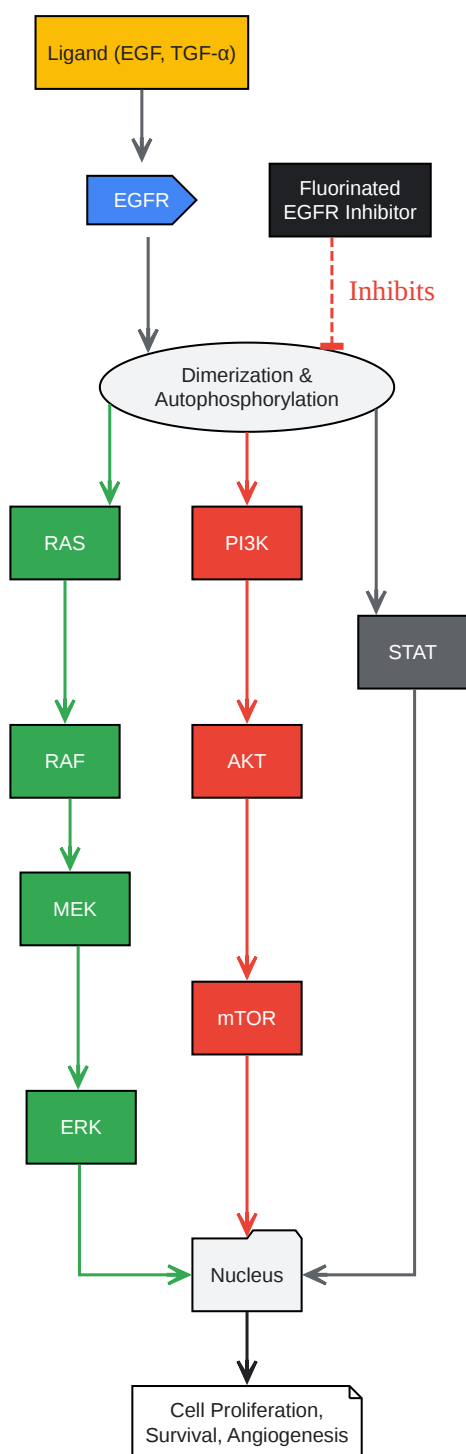 Ligand (EGF, TGF-α)
EGFR
Fluorinated
EGFR Inhibitor
Inhibits
Dimerization &
Autophosphorylation
RAS
PI3K
STAT
RAF
AKT
MEK
mTOR
ERK
Nucleus
Cell Proliferation,
Survival, Angiogenesis